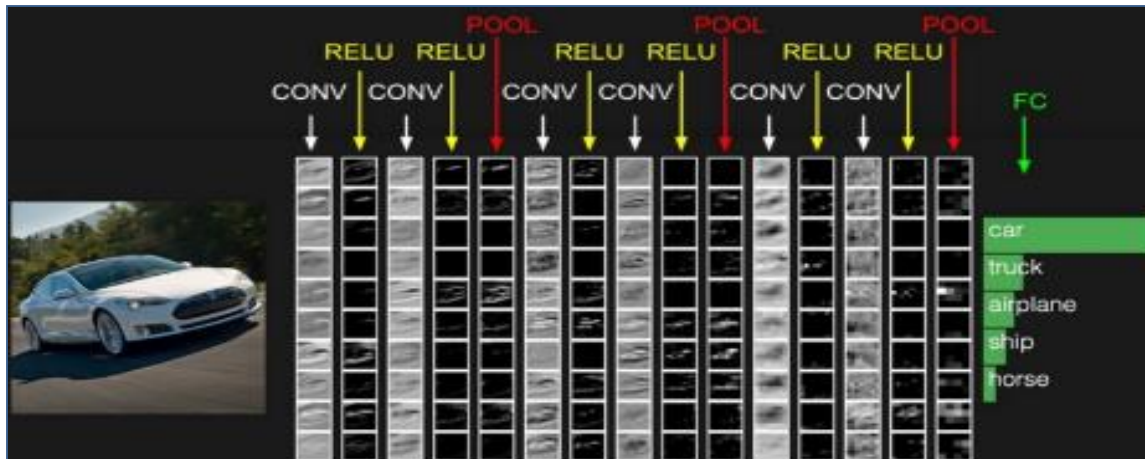 POOL POOL POOL
RELU RELU RELU RELU RELU RELU
CONV CONV CONV CONV CONV CONV
FC
car
truck
airplane
ship
horse